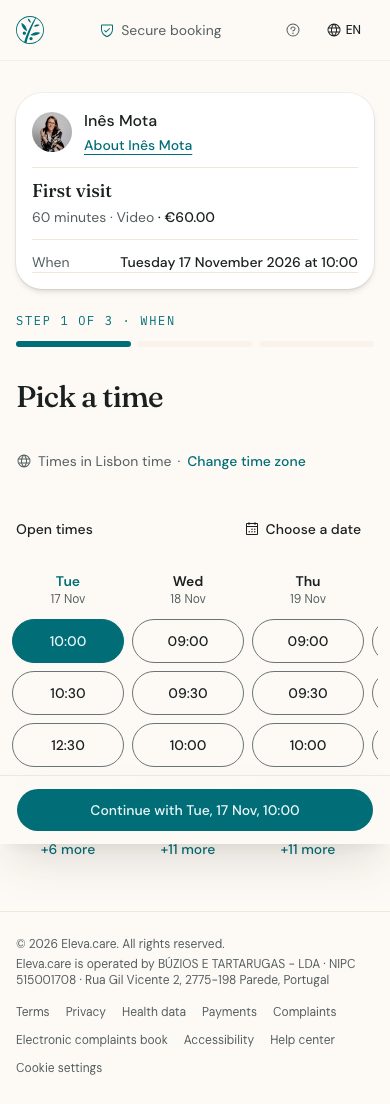 Secure booking
EN
Inês Mota
About Inês Mota
First visit
60 minutes · Video · €60.00
When Tuesday 17 November 2026 at 10:00
STEP 1 OF 3 · WHEN
Pick a time
Times in Lisbon time · Change time zone
Open times Choose a date
Tue Wed Thu
17 Nov 18 Nov 19 Nov
10:00 09:00 09:00
10:30 09:30 09:30
12:30 10:00 10:00
Continue with Tue, 17 Nov, 10:00
+6 more +11 more +11 more
© 2026 Eleva.care. All rights reserved.
Eleva.care is operated by BÚZIOS E TARTARUGAS – LDA · NIPC
515001708 · Rua Gil Vicente 2, 2775-198 Parede, Portugal
Terms Privacy Health data Payments Complaints
Electronic complaints book Accessibility Help center
Cookie settings